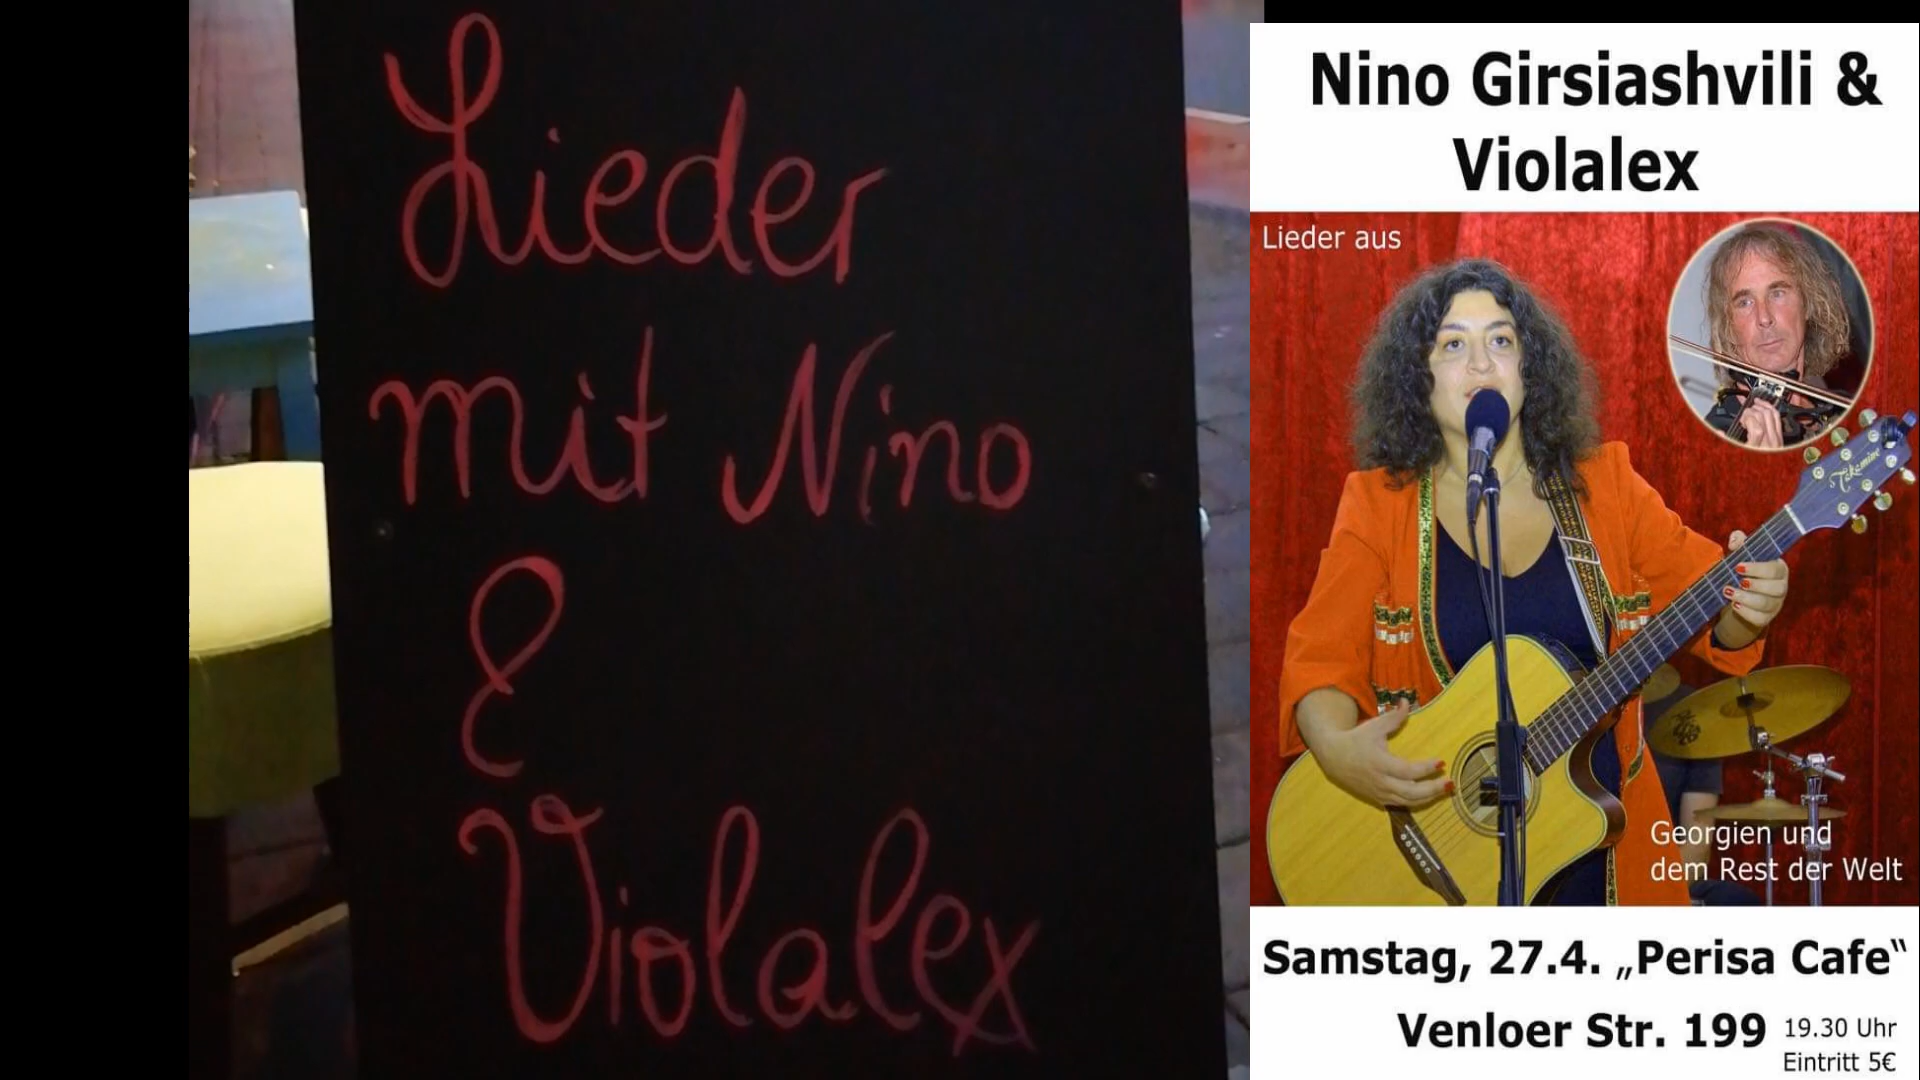 Lieder
mit Nino
&
Violalex
Nino Girsiashvili &
Violalex
Lieder aus
Takamine
Georgien und
dem Rest der Welt
Samstag, 27.4. „Perisa Cafe“
Venloer Str. 199
19.30 Uhr
Eintritt 5€